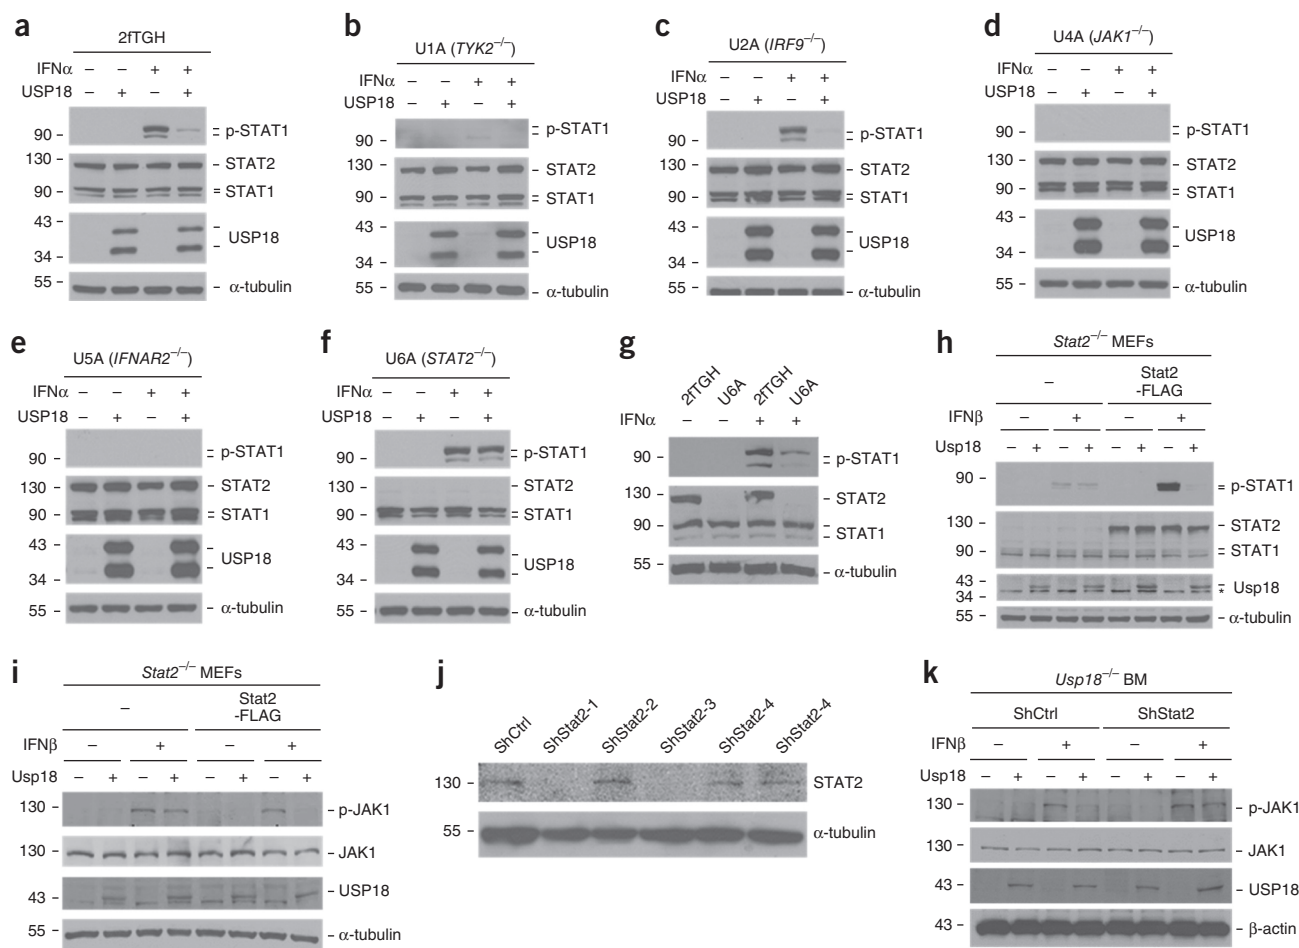 a
2fTGH
IFNα – – + +
USP18 – + – +
90 – p-STAT1
130 – – STAT2
90 – STAT1
43 –
USP18
34 –
55 – – α-tubulin
b
U1A (TYK2–/–)
IFNα – – + +
USP18 – + – +
90 – p-STAT1
130 – – STAT2
90 – STAT1
43 –
USP18
34 –
55 – – α-tubulin
c
U2A (IRF9–/–)
IFNα – – + +
USP18 – + – +
90 – p-STAT1
130 – – STAT2
90 – STAT1
43 –
USP18
34 –
55 – – α-tubulin
d
U4A (JAK1–/–)
IFNα – – + +
USP18 – + – +
90 – p-STAT1
130 – – STAT2
90 – STAT1
43 –
USP18
34 –
55 – – α-tubulin
e
U5A (IFNAR2–/–)
IFNα – – + +
USP18 – + – +
90 – p-STAT1
130 – – STAT2
90 – STAT1
43 –
USP18
34 –
55 – – α-tubulin
f
U6A (STAT2–/–)
IFNα – – + +
USP18 – + – +
90 – p-STAT1
130 – – STAT2
90 – STAT1
43 –
USP18
34 –
55 – – α-tubulin
g
2fTGH U6A 2fTGH U6A
IFNα – – + +
90 – p-STAT1
130 – – STAT2
90 – STAT1
55 – – α-tubulin
h
Stat2–/– MEFs
– Stat2
-FLAG
IFNβ – + – +
Usp18 – + – + – + – +
90 – p-STAT1
130 – – STAT2
90 – STAT1
43 – Usp18
34 – *
55 – – α-tubulin
i
Stat2–/– MEFs
– Stat2
-FLAG
IFNβ – + – +
Usp18 – + – + – + – +
130 – – p-JAK1
130 – – JAK1
43 – – USP18
55 – – α-tubulin
j
ShCtrl ShStat2-1 ShStat2-2 ShStat2-3 ShStat2-4 ShStat2-4
130 – STAT2
55 – α-tubulin
k
Usp18–/– BM
ShCtrl ShStat2
IFNβ – + – +
Usp18 – + – + – + – +
130 – – p-JAK1
130 – – JAK1
43 – – USP18
43 – – β-actin